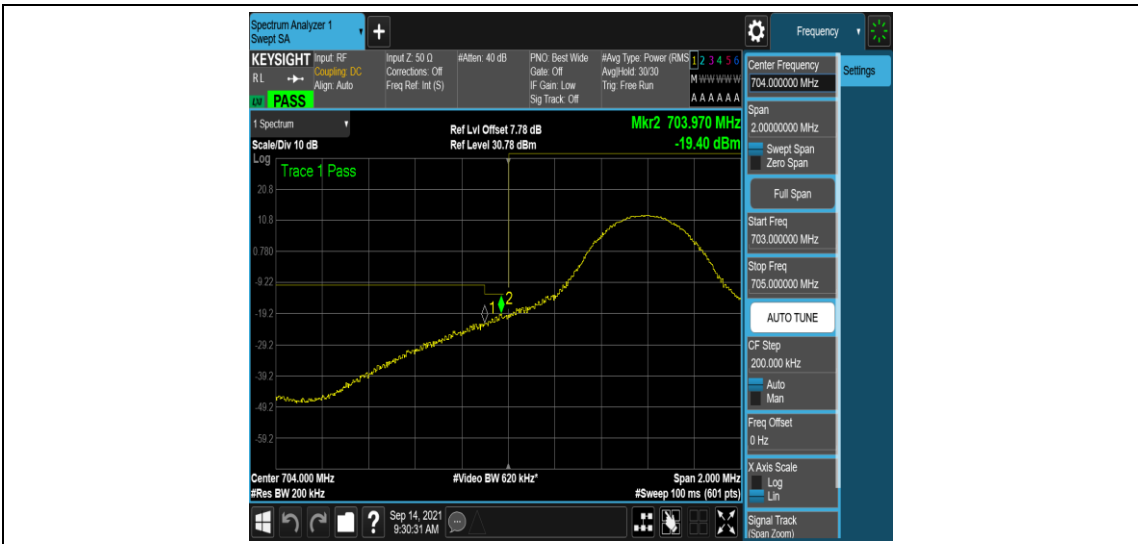 Spectrum Analyzer 1
Swept SA
Frequency
KEYSIGHT
RL
PASS
Input: RF
Coupling: DC
Align: Auto
Input Z: 50 Ω
Corrections: Off
Freq Ref: Int (S)
#Atten: 40 dB
PNO: Best Wide
Gate: Off
IF Gain: Low
Sig Track: Off
#Avg Type: Power (RMS
Avg|Hold: 30/30
Trig: Free Run
1 2 3 4 5 6
M W W W W W
A A A A A A
1 Spectrum
Scale/Div 10 dB
Ref Lvl Offset 7.78 dB
Ref Level 30.78 dBm
Mkr2 703.970 MHz
-19.40 dBm
Log
Trace 1 Pass
20.8
10.8
0.780
-9.22
-19.2
-29.2
-39.2
-49.2
-59.2
1
2
Center 704.000 MHz
#Video BW 620 kHz*
Span 2.000 MHz
#Res BW 200 kHz
#Sweep 100 ms (601 pts)
Sep 14, 2021
9:30:31 AM
?
Center Frequency
704.000000 MHz
Settings
Span
2.00000000 MHz
Swept Span
Zero Span
Full Span
Start Freq
703.000000 MHz
Stop Freq
705.000000 MHz
AUTO TUNE
CF Step
200.000 kHz
Auto
Man
Freq Offset
0 Hz
X Axis Scale
Log
Lin
Signal Track
(Span Zoom)